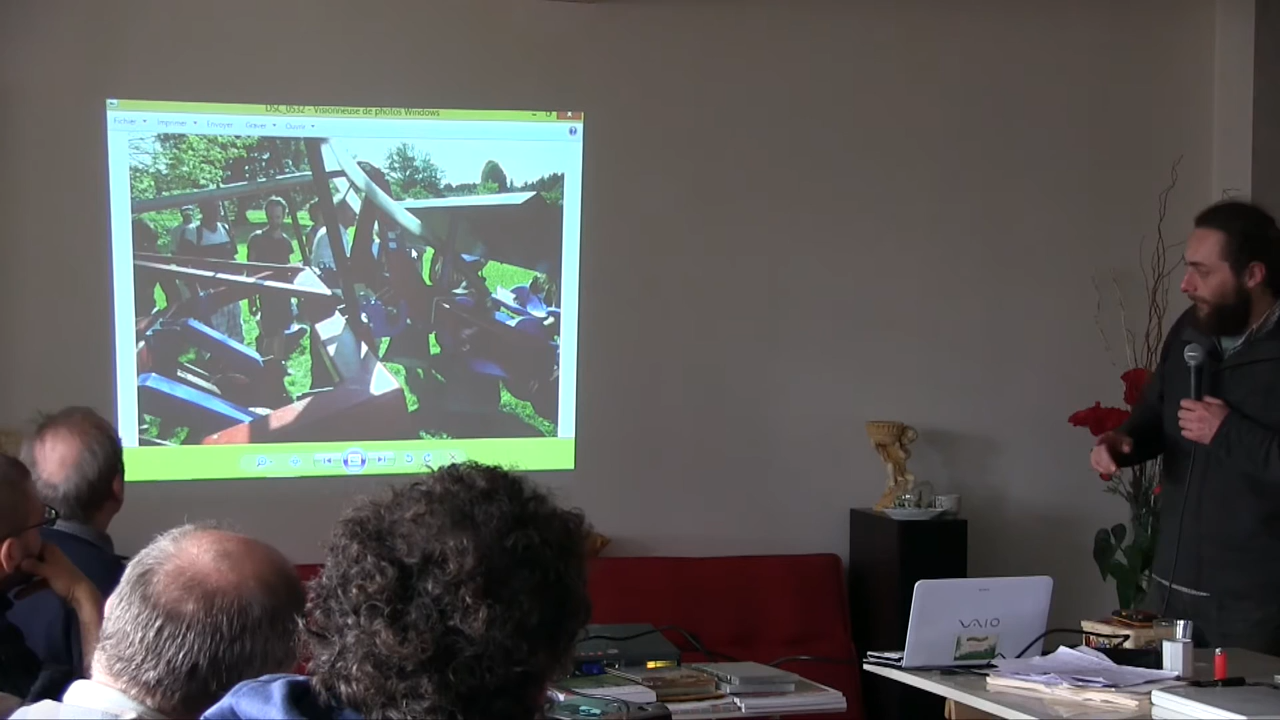 DSC_0532 - Visionneuse de photos Windows
Fichier Imprimer Envoyer Graver Ouvrir
VAIO